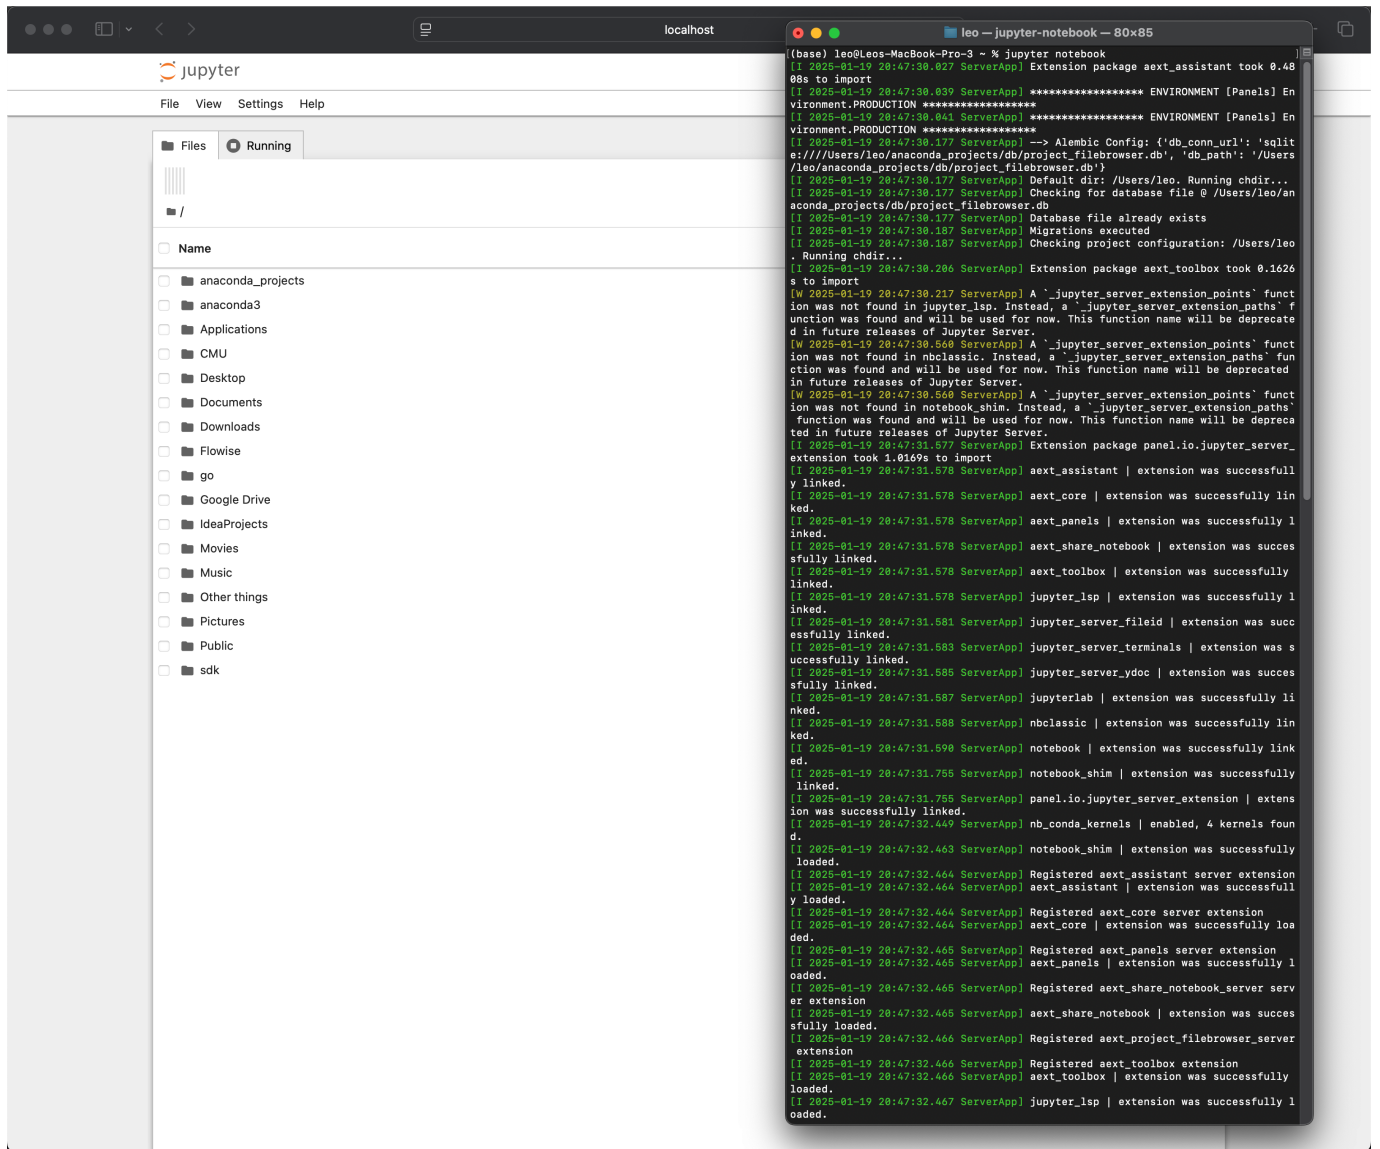 localhost
jupyter
File View Settings Help
Files Running
/
Name
anaconda_projects
anaconda3
Applications
CMU
Desktop
Documents
Downloads
Flowise
go
Google Drive
IdeaProjects
Movies
Music
Other things
Pictures
Public
sdk
leo — jupyter-notebook — 80×85
[(base) leo@Leos-MacBook-Pro-3 ~ % jupyter notebook ]
[I 2025-01-19 20:47:30.027 ServerApp] Extension package aext_assistant took 0.48
08s to import
[I 2025-01-19 20:47:30.039 ServerApp] ****************** ENVIRONMENT [Panels] En
vironment.PRODUCTION ******************
[I 2025-01-19 20:47:30.041 ServerApp] ****************** ENVIRONMENT [Panels] En
vironment.PRODUCTION ******************
[I 2025-01-19 20:47:30.177 ServerApp] --> Alembic Config: {'db_conn_url': 'sqlit
e:////Users/leo/anaconda_projects/db/project_filebrowser.db', 'db_path': '/Users
/leo/anaconda_projects/db/project_filebrowser.db'}
[I 2025-01-19 20:47:30.177 ServerApp] Default dir: /Users/leo. Running chdir...
[I 2025-01-19 20:47:30.177 ServerApp] Checking for database file @ /Users/leo/an
aconda_projects/db/project_filebrowser.db
[I 2025-01-19 20:47:30.177 ServerApp] Database file already exists
[I 2025-01-19 20:47:30.187 ServerApp] Migrations executed
[I 2025-01-19 20:47:30.187 ServerApp] Checking project configuration: /Users/leo
. Running chdir...
[I 2025-01-19 20:47:30.206 ServerApp] Extension package aext_toolbox took 0.1626
s to import
[W 2025-01-19 20:47:30.217 ServerApp] A `_jupyter_server_extension_points` funct
ion was not found in jupyter_lsp. Instead, a `_jupyter_server_extension_paths` f
unction was found and will be used for now. This function name will be deprecate
d in future releases of Jupyter Server.
[W 2025-01-19 20:47:30.560 ServerApp] A `_jupyter_server_extension_points` funct
ion was not found in nbclassic. Instead, a `_jupyter_server_extension_paths` fun
ction was found and will be used for now. This function name will be deprecated 
in future releases of Jupyter Server.
[W 2025-01-19 20:47:30.560 ServerApp] A `_jupyter_server_extension_points` funct
ion was not found in notebook_shim. Instead, a `_jupyter_server_extension_paths`
 function was found and will be used for now. This function name will be depreca
ted in future releases of Jupyter Server.
[I 2025-01-19 20:47:31.577 ServerApp] Extension package panel.io.jupyter_server_
extension took 1.0169s to import
[I 2025-01-19 20:47:31.578 ServerApp] aext_assistant | extension was successfull
y linked.
[I 2025-01-19 20:47:31.578 ServerApp] aext_core | extension was successfully lin
ked.
[I 2025-01-19 20:47:31.578 ServerApp] aext_panels | extension was successfully l
inked.
[I 2025-01-19 20:47:31.578 ServerApp] aext_share_notebook | extension was succes
sfully linked.
[I 2025-01-19 20:47:31.578 ServerApp] aext_toolbox | extension was successfully 
linked.
[I 2025-01-19 20:47:31.578 ServerApp] jupyter_lsp | extension was successfully l
inked.
[I 2025-01-19 20:47:31.581 ServerApp] jupyter_server_fileid | extension was succ
essfully linked.
[I 2025-01-19 20:47:31.583 ServerApp] jupyter_server_terminals | extension was s
uccessfully linked.
[I 2025-01-19 20:47:31.585 ServerApp] jupyter_server_ydoc | extension was succes
sfully linked.
[I 2025-01-19 20:47:31.587 ServerApp] jupyterlab | extension was successfully li
nked.
[I 2025-01-19 20:47:31.588 ServerApp] nbclassic | extension was successfully lin
ked.
[I 2025-01-19 20:47:31.590 ServerApp] notebook | extension was successfully link
ed.
[I 2025-01-19 20:47:31.755 ServerApp] notebook_shim | extension was successfully
 linked.
[I 2025-01-19 20:47:31.755 ServerApp] panel.io.jupyter_server_extension | extens
ion was successfully linked.
[I 2025-01-19 20:47:32.449 ServerApp] nb_conda_kernels | enabled, 4 kernels foun
d.
[I 2025-01-19 20:47:32.463 ServerApp] notebook_shim | extension was successfully
 loaded.
[I 2025-01-19 20:47:32.464 ServerApp] Registered aext_assistant server extension
[I 2025-01-19 20:47:32.464 ServerApp] aext_assistant | extension was successfull
y loaded.
[I 2025-01-19 20:47:32.464 ServerApp] Registered aext_core server extension
[I 2025-01-19 20:47:32.464 ServerApp] aext_core | extension was successfully loa
ded.
[I 2025-01-19 20:47:32.465 ServerApp] Registered aext_panels server extension
[I 2025-01-19 20:47:32.465 ServerApp] aext_panels | extension was successfully l
oaded.
[I 2025-01-19 20:47:32.465 ServerApp] Registered aext_share_notebook_server serv
er extension
[I 2025-01-19 20:47:32.465 ServerApp] aext_share_notebook | extension was succes
sfully loaded.
[I 2025-01-19 20:47:32.466 ServerApp] Registered aext_project_filebrowser_server
 extension
[I 2025-01-19 20:47:32.466 ServerApp] Registered aext_toolbox extension
[I 2025-01-19 20:47:32.466 ServerApp] aext_toolbox | extension was successfully 
loaded.
[I 2025-01-19 20:47:32.467 ServerApp] jupyter_lsp | extension was successfully l
oaded.